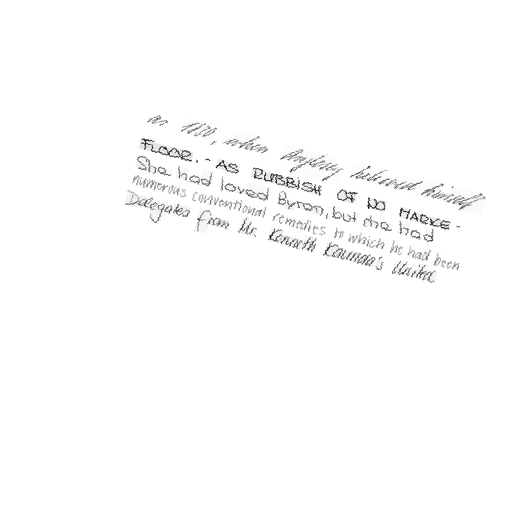 as 1830, when Anglesey believed himself
FLOOR. - AS RUBBISH OF NO MARKE-
She had loved Byron, but she had
numerous conventional remedies to which he had been
Delegates from Mr. Kenneth Kaunda's United